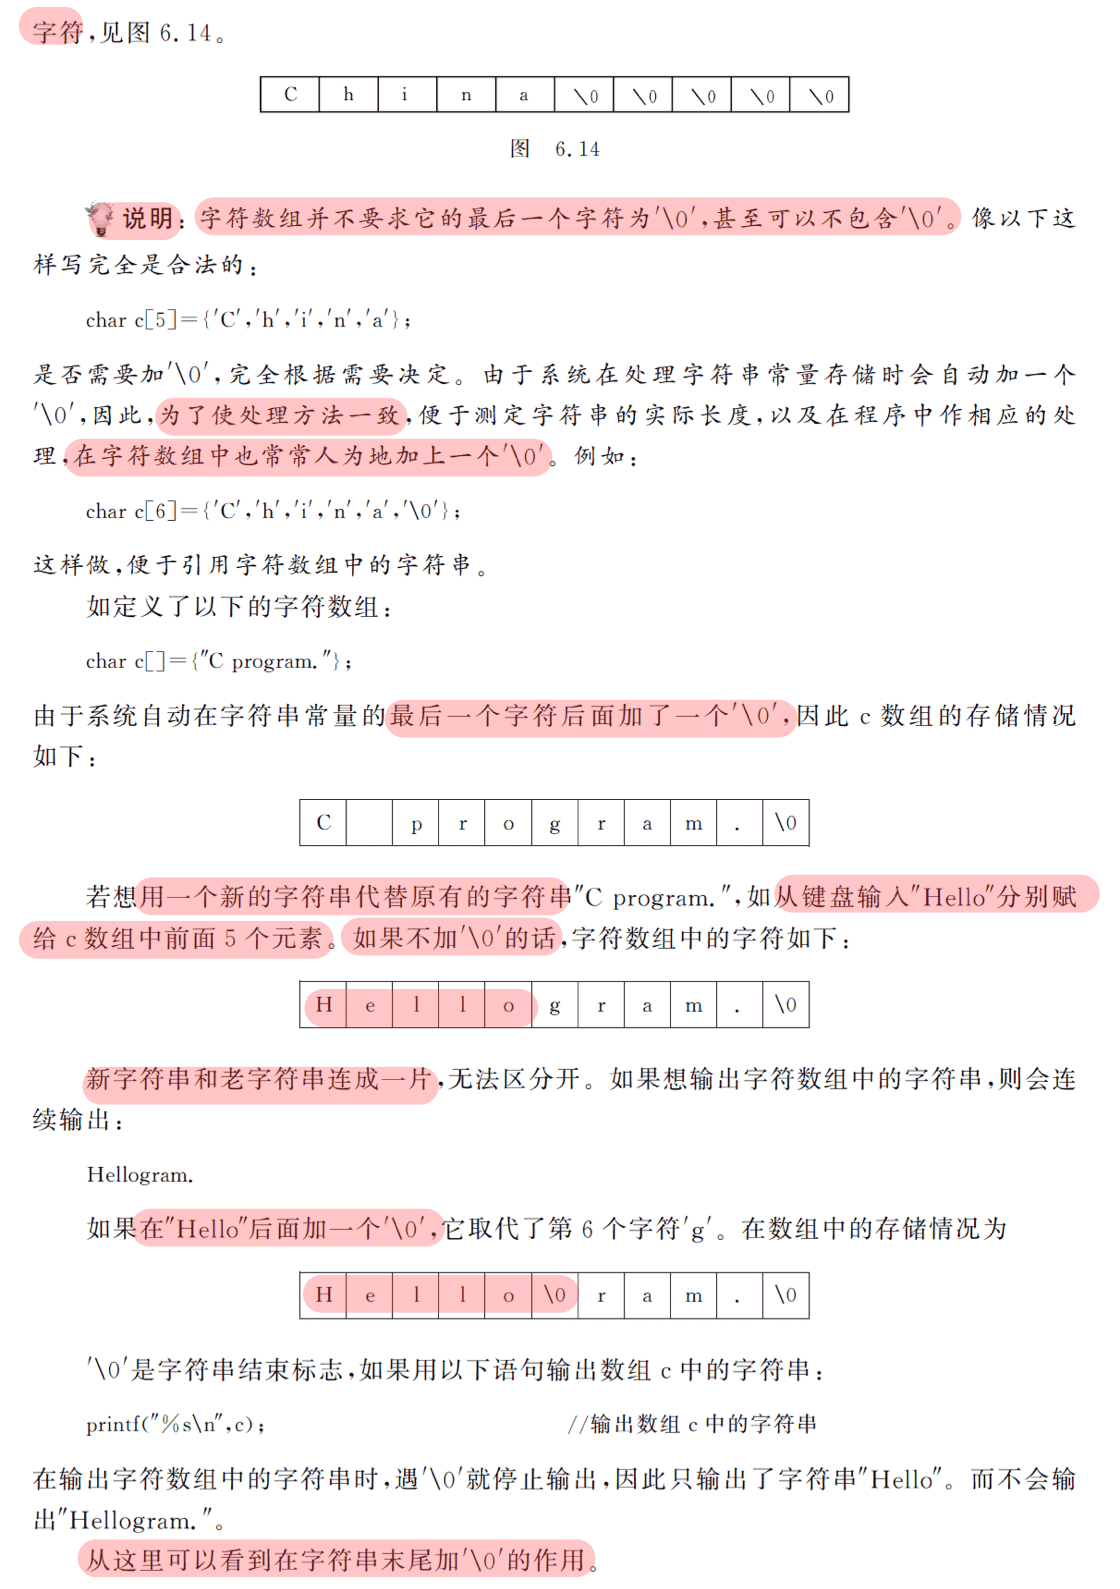 字符,见图 6.14。
C h i n a \0 \0 \0 \0 \0
图 6.14
说明:字符数组并不要求它的最后一个字符为'\0',甚至可以不包含'\0'。像以下这
样写完全是合法的:
char c[5]={'C','h','i','n','a'};
是否需要加'\0',完全根据需要决定。由于系统在处理字符串常量存储时会自动加一个
'\0',因此,为了使处理方法一致,便于测定字符串的实际长度,以及在程序中作相应的处
理,在字符数组中也常常人为地加上一个'\0'。例如:
char c[6]={'C','h','i','n','a','\0'};
这样做,便于引用字符数组中的字符串。
如定义了以下的字符数组:
char c[]={"C program."};
由于系统自动在字符串常量的最后一个字符后面加了一个'\0',因此 c 数组的存储情况
如下:
C p r o g r a m . \0
若想用一个新的字符串代替原有的字符串"C program.",如从键盘输入"Hello"分别赋
给 c 数组中前面 5 个元素。如果不加'\0'的话,字符数组中的字符如下:
H e l l o g r a m . \0
新字符串和老字符串连成一片,无法区分开。如果想输出字符数组中的字符串,则会连
续输出:
Hellogram.
如果在"Hello"后面加一个'\0',它取代了第 6 个字符'g'。在数组中的存储情况为
H e l l o \0 r a m . \0
'\0'是字符串结束标志,如果用以下语句输出数组 c 中的字符串:
printf("%s\n",c); //输出数组 c 中的字符串
在输出字符数组中的字符串时,遇'\0'就停止输出,因此只输出了字符串"Hello"。而不会输
出"Hellogram."。
从这里可以看到在字符串末尾加'\0'的作用。